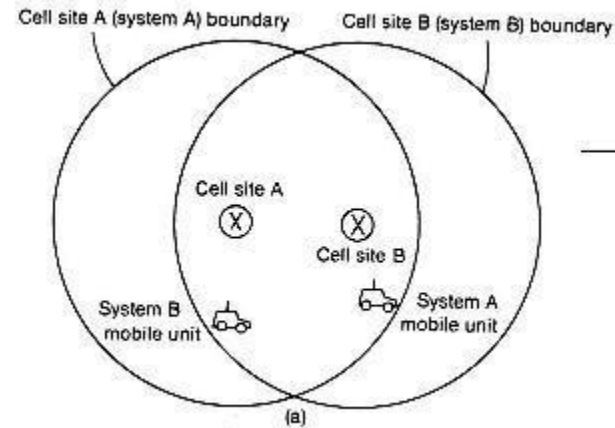 Cell site A (system A) boundary
Cell site B (system B) boundary
Cell site A
X
X
Cell site B
System B
mobile unit
System A
mobile unit
(a)